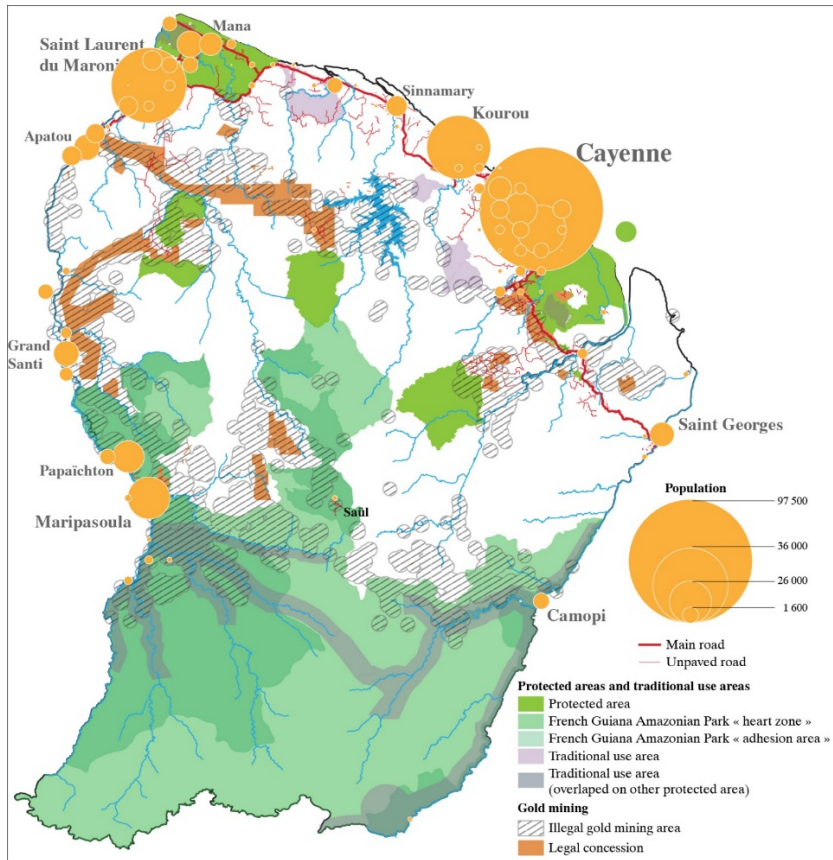 Mana
Saint Laurent
du Maroni
Sinnamary
Kourou
Apatou
Cayenne
Grand
Santi
Saint Georges
Papaïchton
Maripasoula
Saül
Camopi
Population
97 500
36 000
26 000
1 600
Main road
Unpaved road
Protected areas and traditional use areas
Protected area
French Guiana Amazonian Park « heart zone »
French Guiana Amazonian Park « adhesion area »
Traditional use area
Traditional use area
(overlaped on other protected area)
Gold mining
Illegal gold mining area
Legal concession